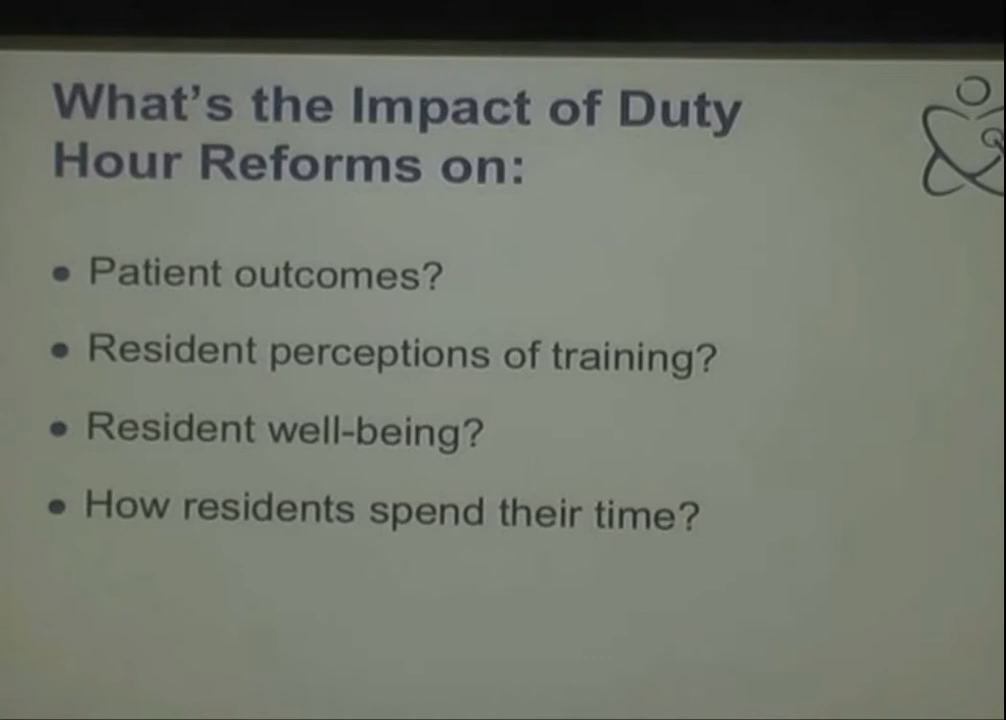 What's the Impact of Duty
Hour Reforms on:
• Patient outcomes?
• Resident perceptions of training?
• Resident well-being?
• How residents spend their time?